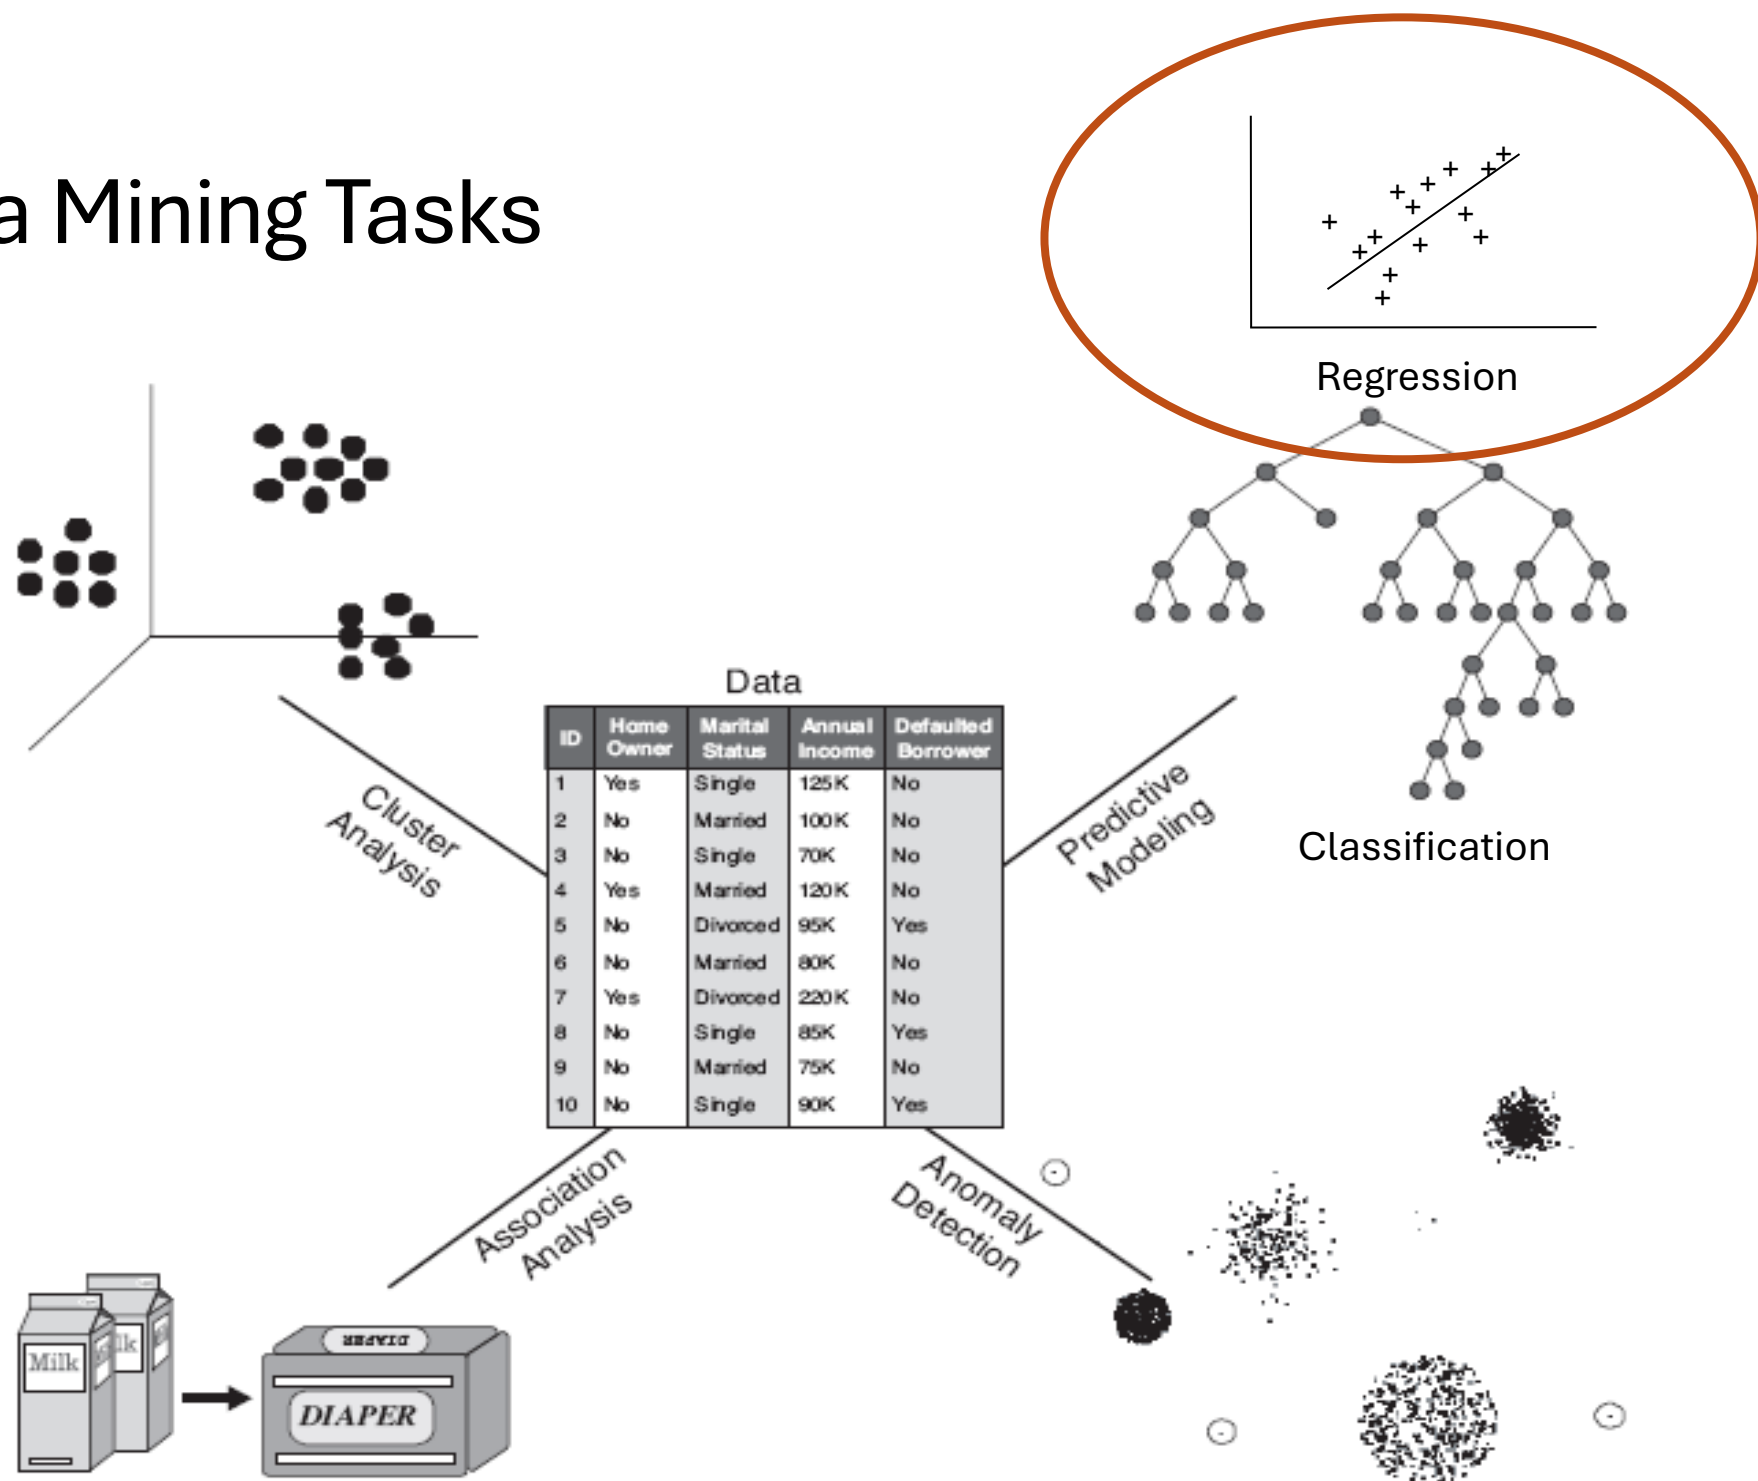 a Mining Tasks
Regression
Classification
Data
ID Home Owner Marital Status Annual Income Defaulted Borrower
1 Yes Single 125K No
2 No Married 100K No
3 No Single 70K No
4 Yes Married 120K No
5 No Divorced 95K Yes
6 No Married 80K No
7 Yes Divorced 220K No
8 No Single 85K Yes
9 No Married 75K No
10 No Single 90K Yes
Cluster
Analysis
Predictive
Modeling
Association
Analysis
Anomaly
Detection
Milk
lk
DIAPER
DIAPER